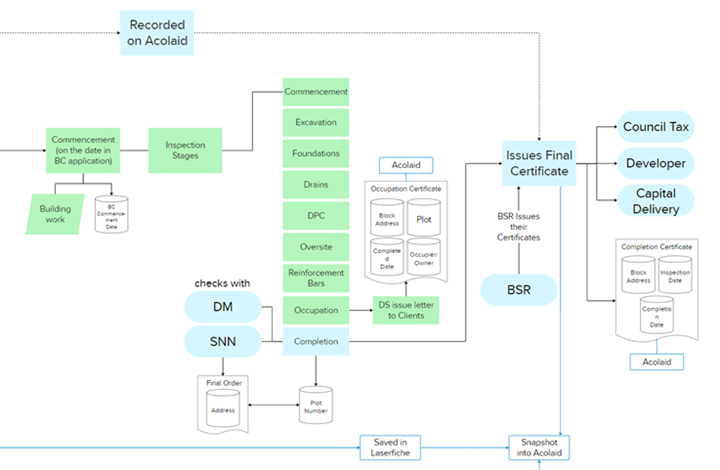 Recorded
on Acolaid
Commencement
(on the date in
BC application)
Inspection
Stages
Building
work
BC
Commence-
ment
Date
Commencement
Excavation
Foundations
Drains
DPC
Oversite
Reinforcement
Bars
Occupation
Completion
checks with
DM
SNN
Final Order
Address
Plot
Number
Acolaid
Occupation Certificate
Block
Address
Plot
Complete
d
Date
Occupier/
Owner
DS issue letter
to Clients
Issues Final
Certificate
BSR Issues
their
Certificates
BSR
Council Tax
Developer
Capital
Delivery
Completion Certificate
Block
Address
Inspection
Date
Completio
n
Date
Acolaid
Saved in
Laserfiche
Snapshot
into Acolaid